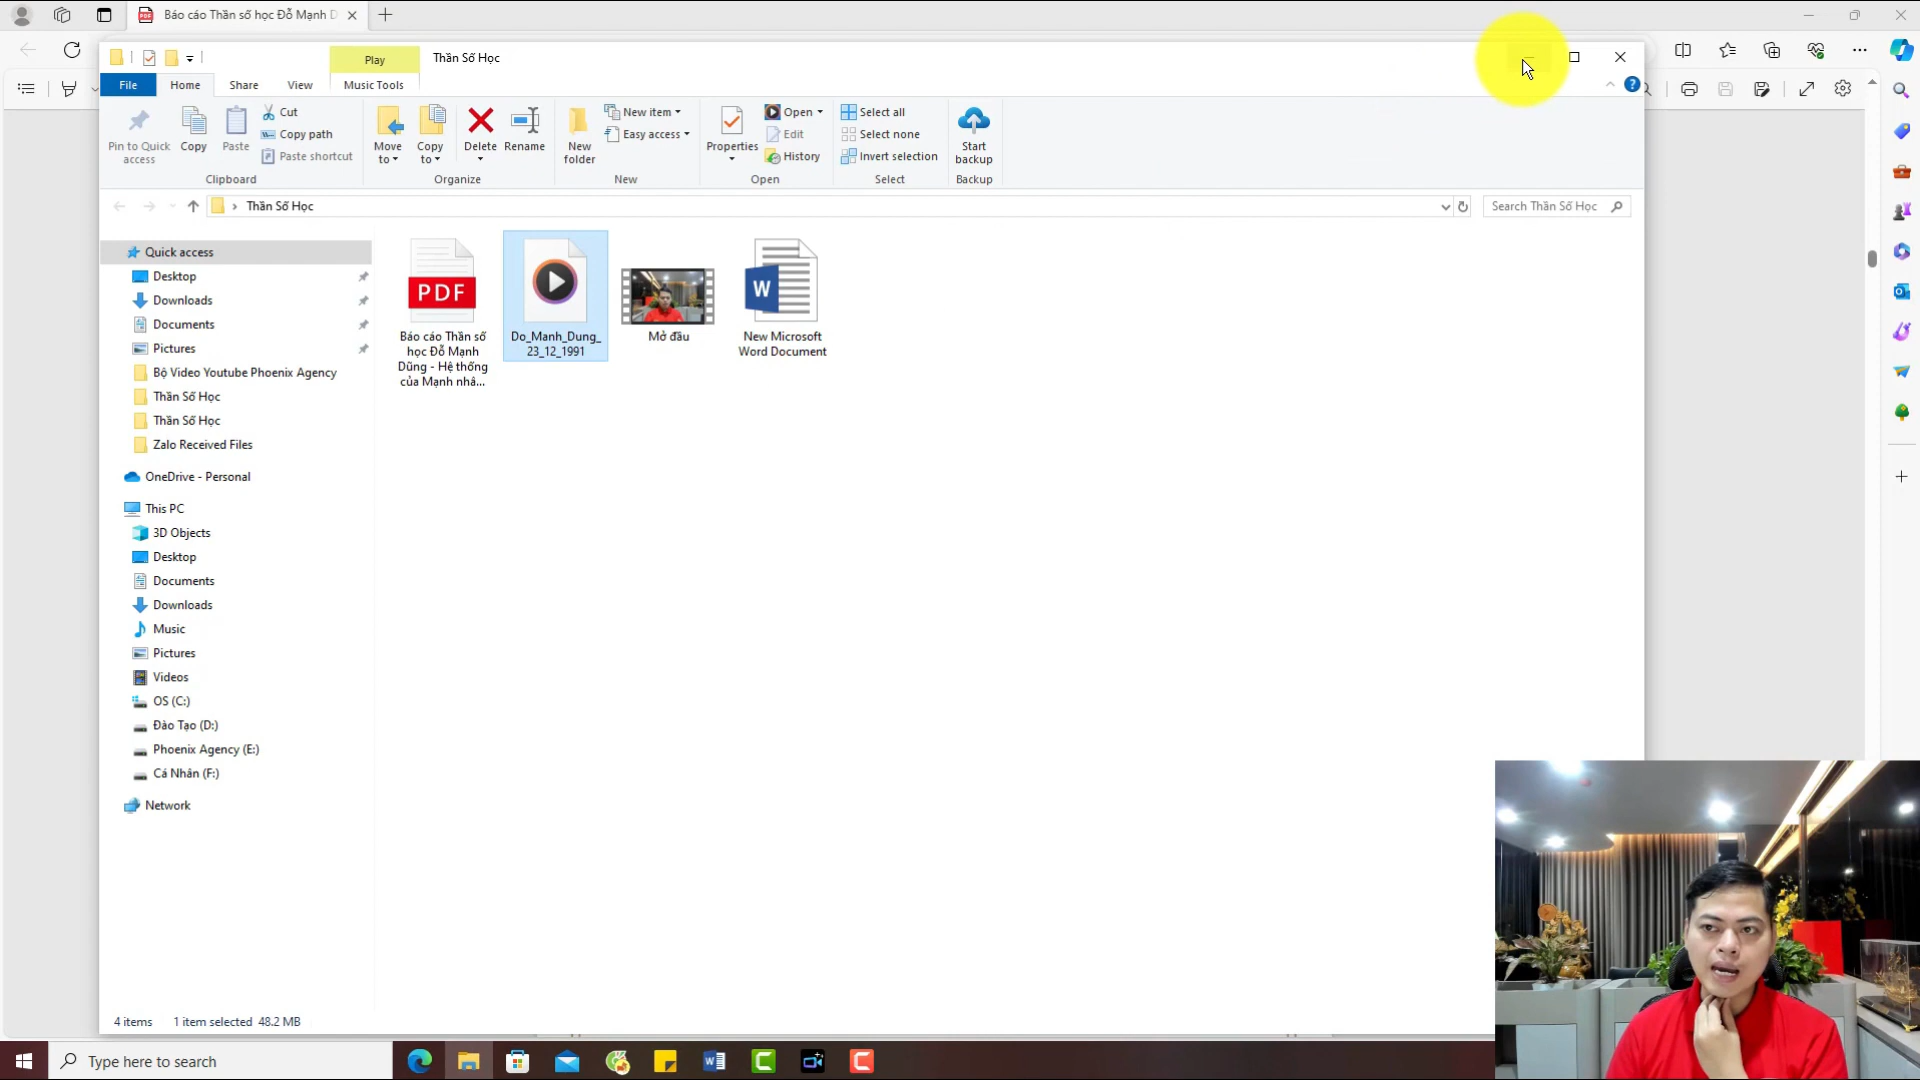 Báo cáo Thần số học Đỗ Mạnh D
Play
Thần Số Học
File
Home
Share
View
Music Tools
Pin to Quick access
Copy
Paste
Cut
Copy path
Paste shortcut
Clipboard
Move to
Copy to
Delete
Rename
Organize
New folder
New item
Easy access
New
Properties
Open
Edit
History
Open
Select all
Select none
Invert selection
Select
Start backup
Backup
Thần Số Học
Search Thần Số Học
Quick access
Desktop
Downloads
Documents
Pictures
Bộ Video Youtube Phoenix Agency
Thần Số Học
Thần Số Học
Zalo Received Files
OneDrive - Personal
This PC
3D Objects
Desktop
Documents
Downloads
Music
Pictures
Videos
OS (C:)
Đào Tạo (D:)
Phoenix Agency (E:)
Cá Nhân (F:)
Network
PDF
Báo cáo Thần số
học Đỗ Mạnh
Dũng - Hệ thống
của Mạnh nhâ...
Do_Manh_Dung_
23_12_1991
Mở đầu
W
New Microsoft
Word Document
4 items
1 item selected 48.2 MB
Type here to search